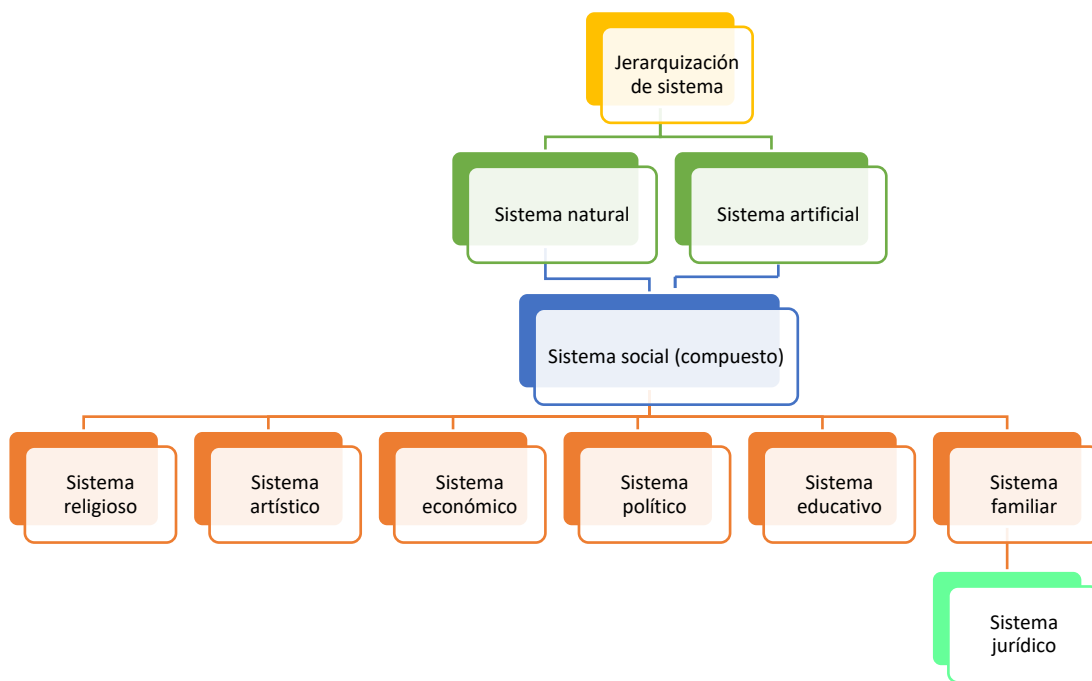 Jerarquización
de sistema
Sistema natural
Sistema artificial
Sistema social (compuesto)
Sistema
religioso
Sistema
artístico
Sistema
económico
Sistema
político
Sistema
educativo
Sistema
familiar
Sistema
jurídico